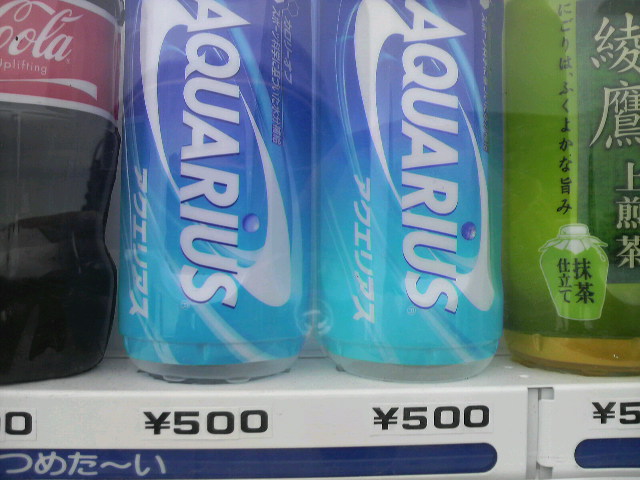 Coca-Cola
Uplifting
AQUARIUS
アクエリアス
AQUARIUS
アクエリアス
にごりは、ふくよかな旨み
綾鷹
上煎茶
抹茶
仕立て
¥500
¥500
つめた〜い